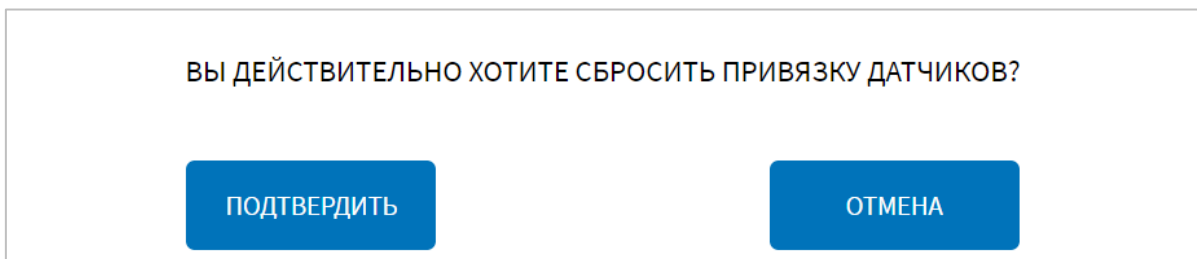 ВЫ ДЕЙСТВИТЕЛЬНО ХОТИТЕ СБРОСИТЬ ПРИВЯЗКУ ДАТЧИКОВ?
ПОДТВЕРДИТЬ
ОТМЕНА